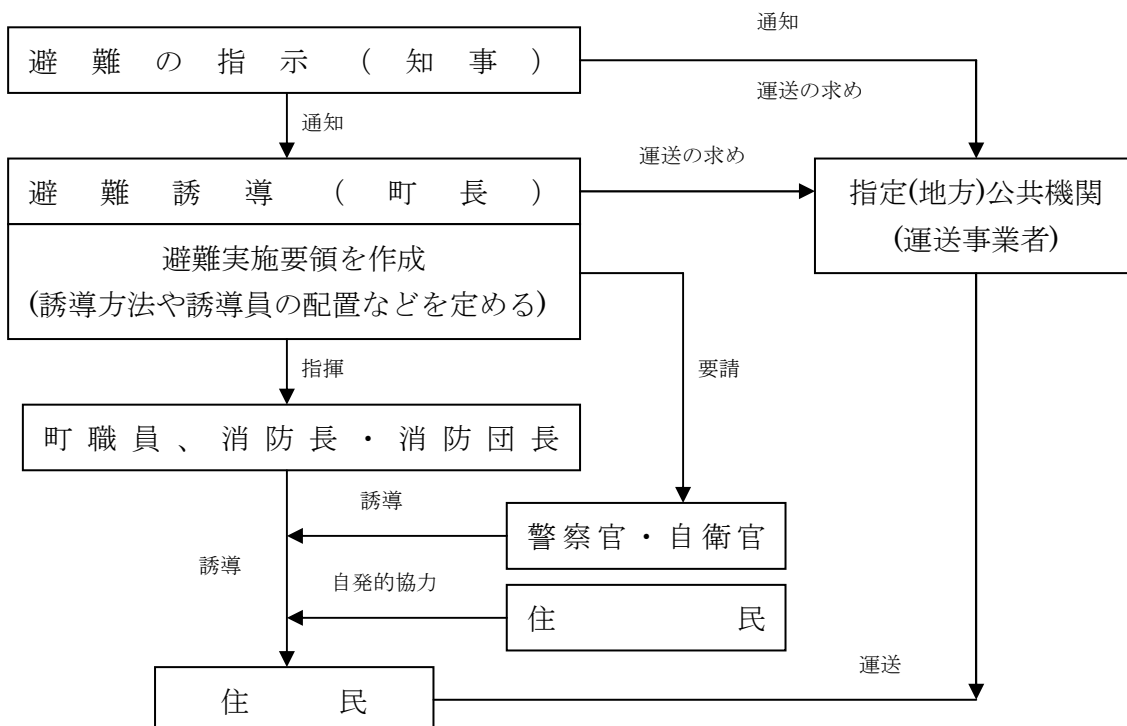 通知
避難の指示(知事)
運送の求め
通知
運送の求め
避難誘導(町長)
指定(地方)公共機関
(運送事業者)
避難実施要領を作成
(誘導方法や誘導員の配置などを定める)
指揮
要請
町職員、消防長・消防団長
誘導
警察官・自衛官
誘導
自発的協力
住民
運送
住民